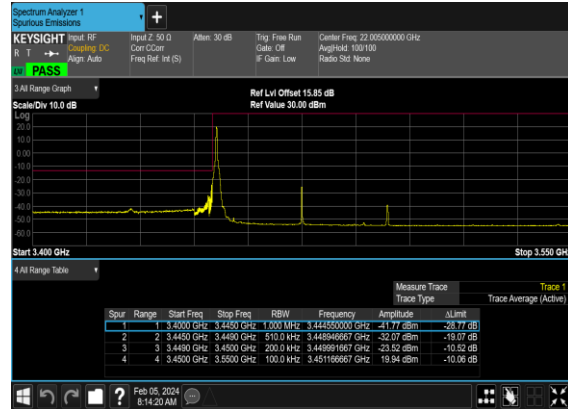 Spectrum Analyzer 1
Spurious Emissions
+
KEYSIGHT Input: RF Input Z: 50 Ω Atten: 30 dB Trig: Free Run Center Freq: 22.005000000 GHz
R T Coupling: DC Corr CCorr Gate: Off Avg|Hold: 100/100
Align: Auto Freq Ref: Int (S) IF Gain: Low Radio Std: None
PASS
3 All Range Graph
Ref Lvl Offset 15.85 dB
Scale/Div 10.0 dB Ref Value 30.00 dBm
Log
20.0
10.0
0.00
-10.0
-20.0
-30.0
-40.0
-50.0
-60.0
Start 3.400 GHz Stop 3.550 GHz
4 All Range Table
Measure Trace Trace 1
Trace Type Trace Average (Active)
Spur Range Start Freq Stop Freq RBW Frequency Amplitude ΔLimit
1 1 3.4000 GHz 3.4450 GHz 1.000 MHz 3.444550000 GHz -41.77 dBm -28.77 dB
2 2 3.4450 GHz 3.4490 GHz 510.0 kHz 3.448946667 GHz -32.07 dBm -19.07 dB
3 3 3.4490 GHz 3.4500 GHz 200.0 kHz 3.449991667 GHz -23.52 dBm -10.52 dB
4 4 3.4500 GHz 3.5500 GHz 100.0 kHz 3.451166667 GHz 19.94 dBm -10.06 dB
? Feb 05, 2024
8:14:20 AM